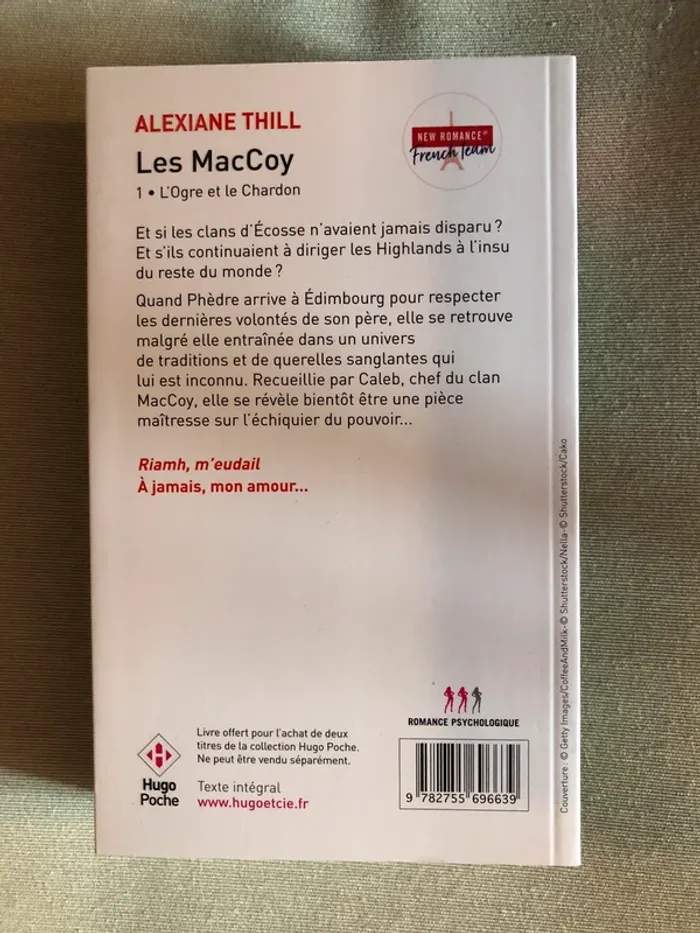 ALEXIANE THILL
Les MacCoy
1 • L'Ogre et le Chardon
NEW ROMANCE®
French Team
Et si les clans d'Écosse n'avaient jamais disparu ?
Et s'ils continuaient à diriger les Highlands à l'insu
du reste du monde ?
Quand Phèdre arrive à Édimbourg pour respecter
les dernières volontés de son père, elle se retrouve
malgré elle entraînée dans un univers
de traditions et de querelles sanglantes qui
lui est inconnu. Recueillie par Caleb, chef du clan
MacCoy, elle se révèle bientôt être une pièce
maîtresse sur l'échiquier du pouvoir...
Riamh, m'eudail
À jamais, mon amour...
ROMANCE PSYCHOLOGIQUE
Livre offert pour l'achat de deux
titres de la collection Hugo Poche.
Ne peut être vendu séparément.
H
Hugo
Poche
Texte intégral
www.hugoetcie.fr
9 782755 696639
Couverture : © Getty Images/CoffeeAndMilk-© Shutterstock/Nella-© Shutterstock/Cako